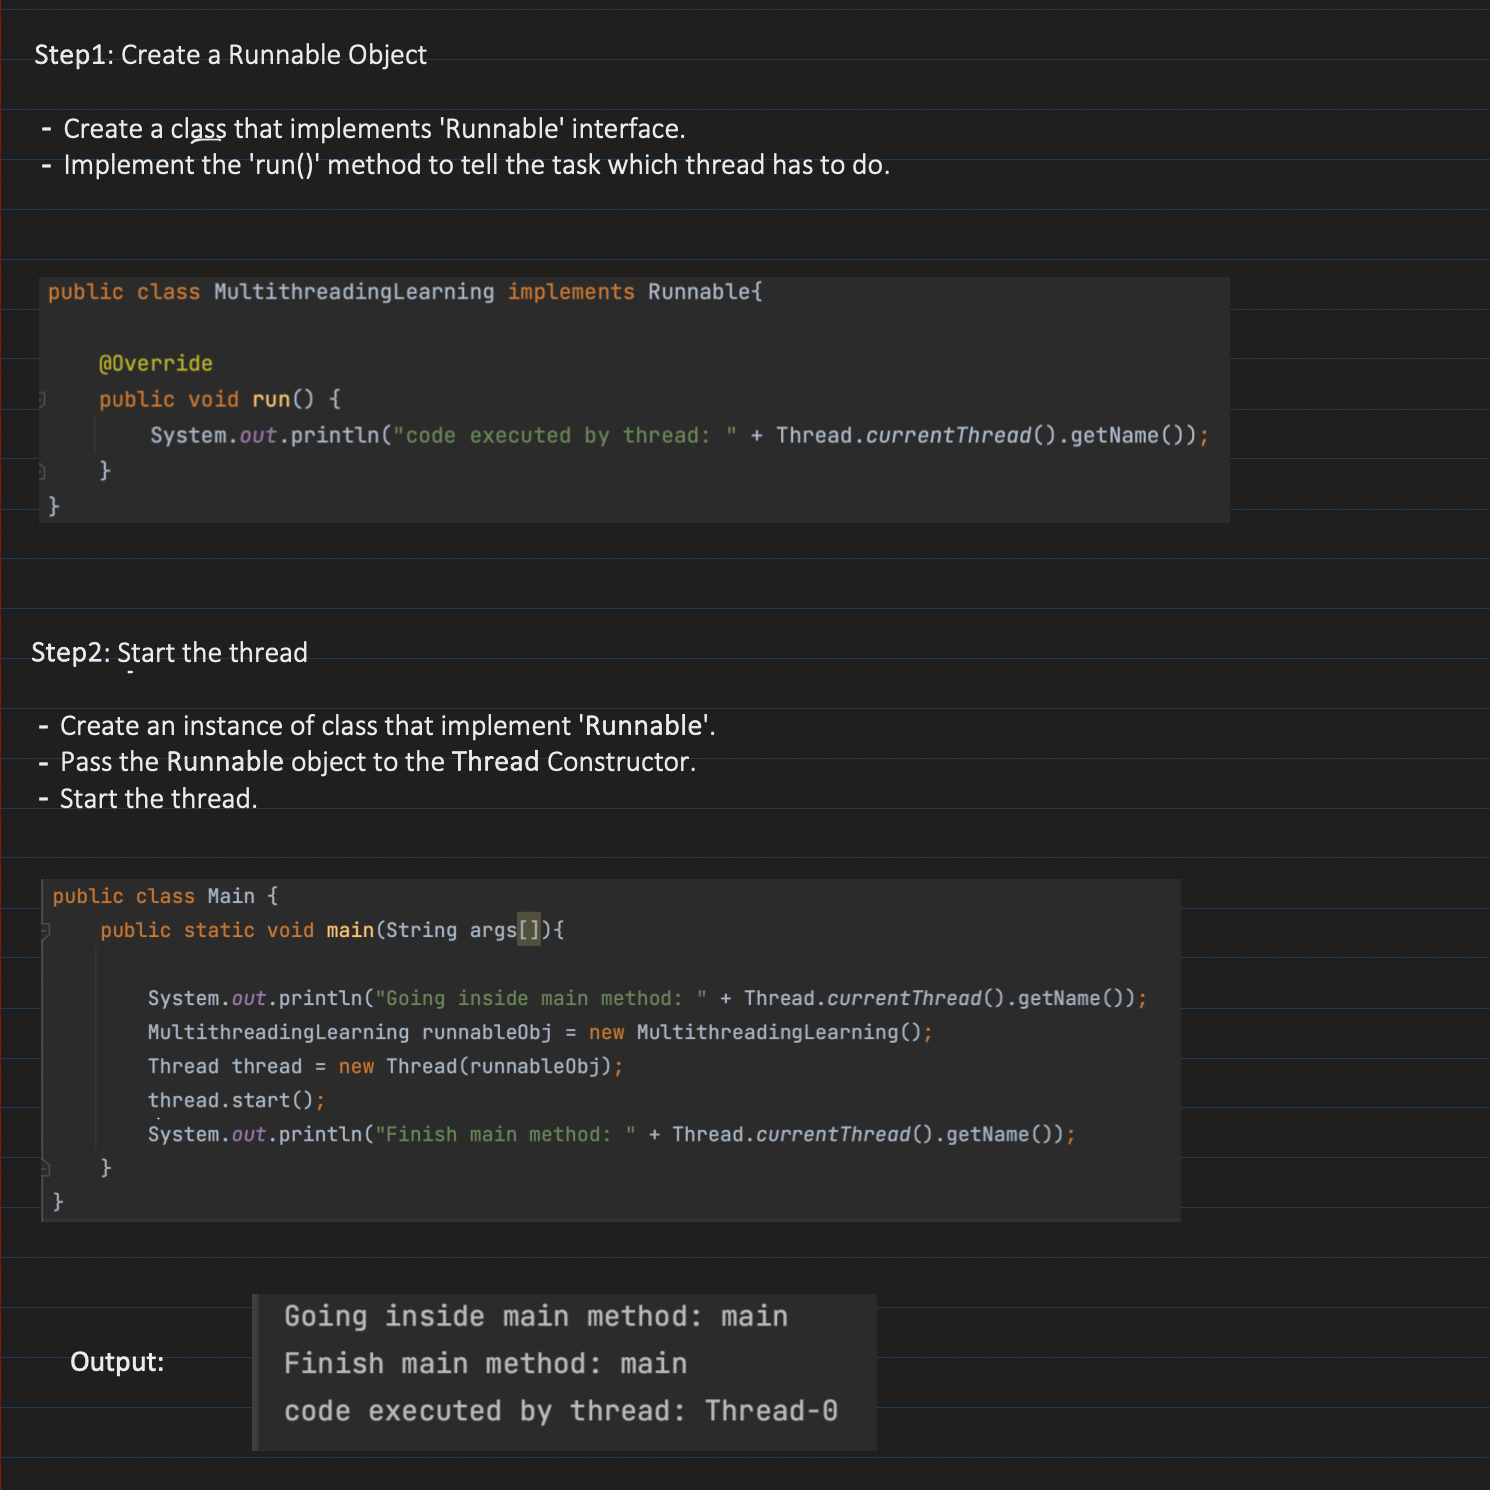 Step1: Create a Runnable Object
- Create a class that implements 'Runnable' interface.
- Implement the 'run()' method to tell the task which thread has to do.
public class MultithreadingLearning implements Runnable{
@Override
public void run() {
System.out.println("code executed by thread: " + Thread.currentThread().getName());
}
}
Step2: Start the thread
- Create an instance of class that implement 'Runnable'.
- Pass the Runnable object to the Thread Constructor.
- Start the thread.
public class Main {
public static void main(String args[]){
System.out.println("Going inside main method: " + Thread.currentThread().getName());
MultithreadingLearning runnableObj = new MultithreadingLearning();
Thread thread = new Thread(runnableObj);
thread.start();
System.out.println("Finish main method: " + Thread.currentThread().getName());
}
}
Output:
Going inside main method: main
Finish main method: main
code executed by thread: Thread-0